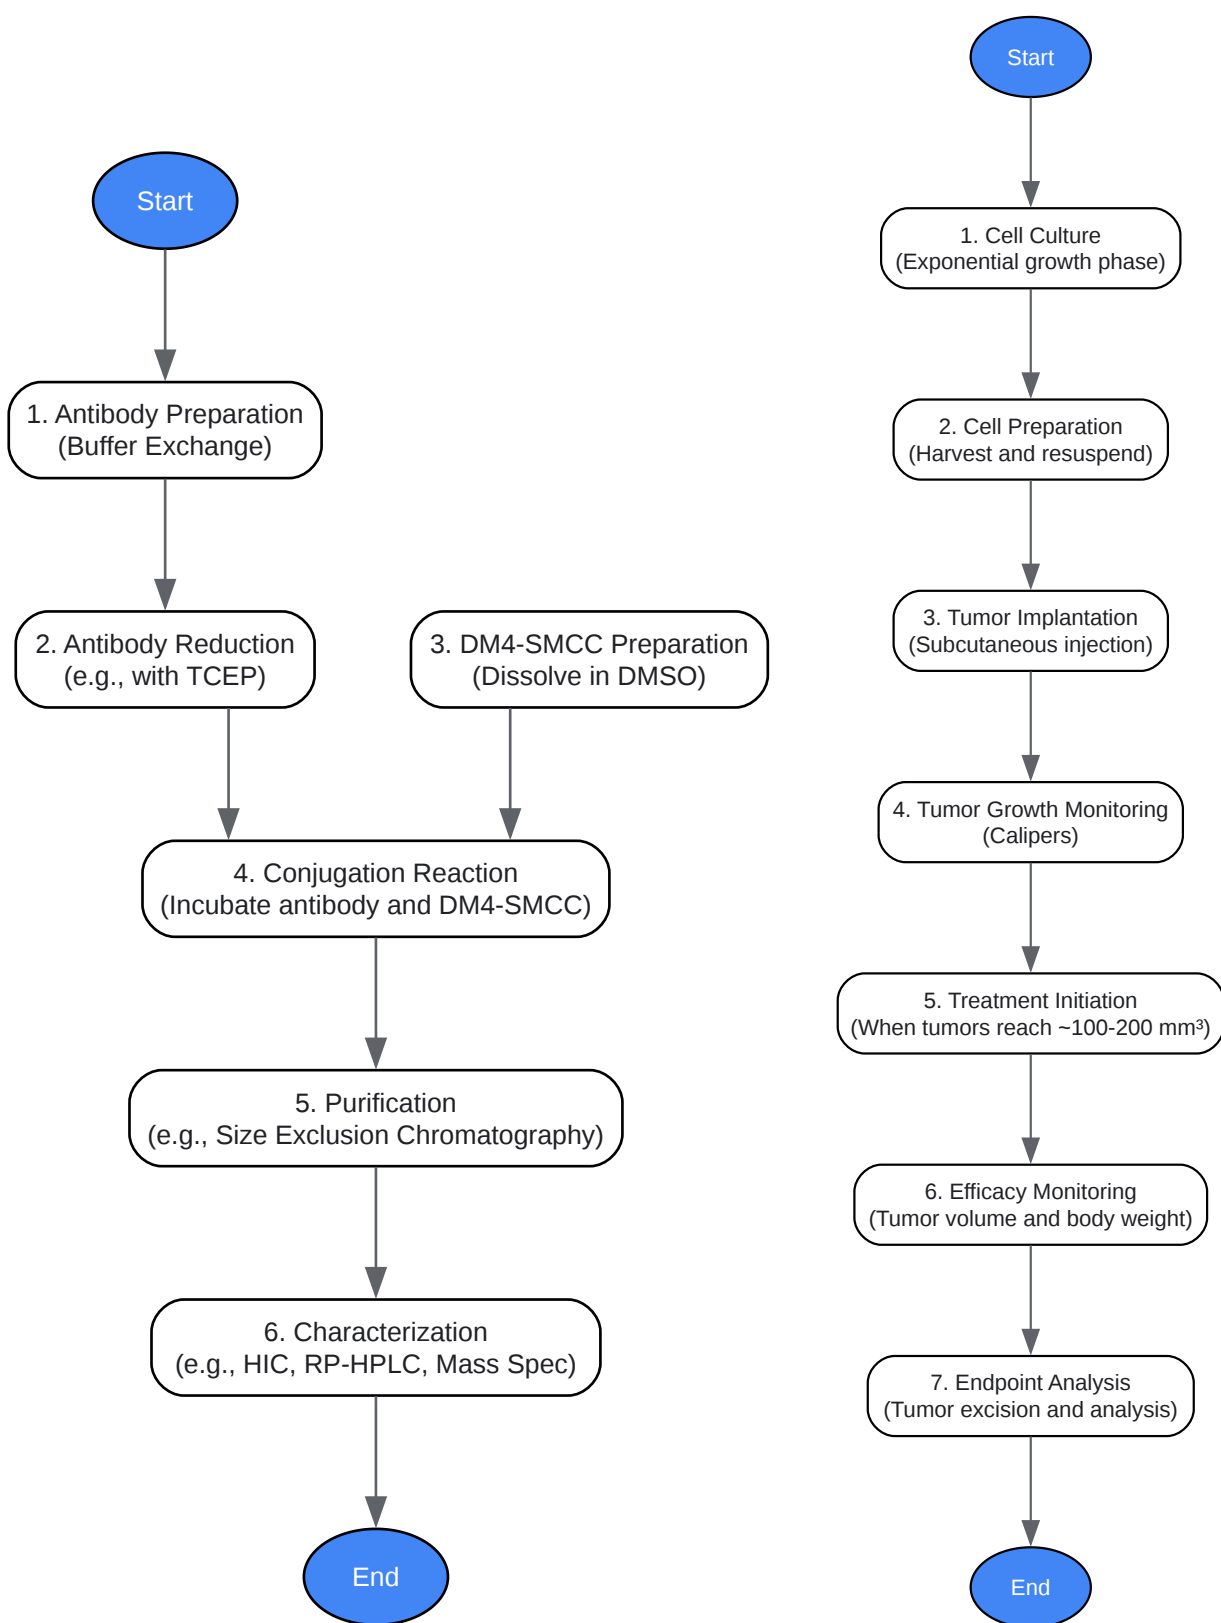 Start
1. Antibody Preparation
(Buffer Exchange)
2. Antibody Reduction
(e.g., with TCEP)
3. DM4-SMCC Preparation
(Dissolve in DMSO)
4. Conjugation Reaction
(Incubate antibody and DM4-SMCC)
5. Purification
(e.g., Size Exclusion Chromatography)
6. Characterization
(e.g., HIC, RP-HPLC, Mass Spec)
End
Start
1. Cell Culture
(Exponential growth phase)
2. Cell Preparation
(Harvest and resuspend)
3. Tumor Implantation
(Subcutaneous injection)
4. Tumor Growth Monitoring
(Calipers)
5. Treatment Initiation
(When tumors reach ~100-200 mm³)
6. Efficacy Monitoring
(Tumor volume and body weight)
7. Endpoint Analysis
(Tumor excision and analysis)
End